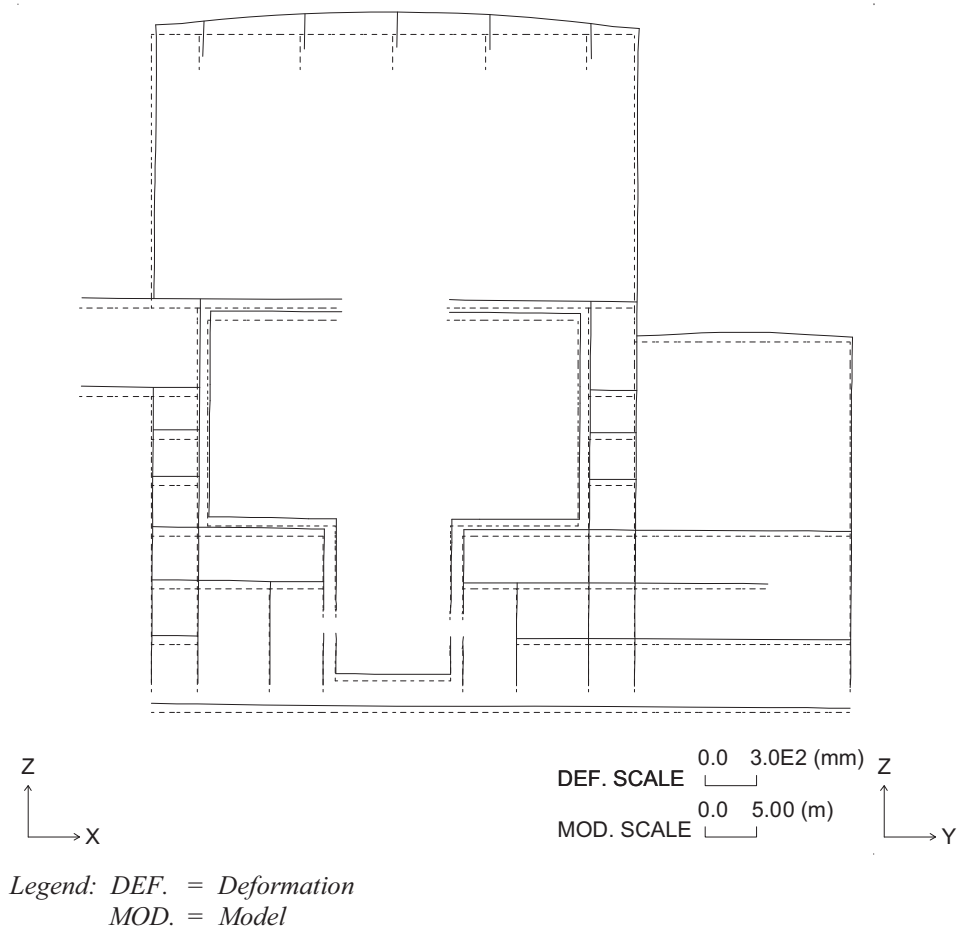 0.0 3.0E2 (mm)
DEF. SCALE
0.0 5.00 (m)
MOD. SCALE
Z
X
Z
Y
Legend: DEF. = Deformation
MOD. = Model